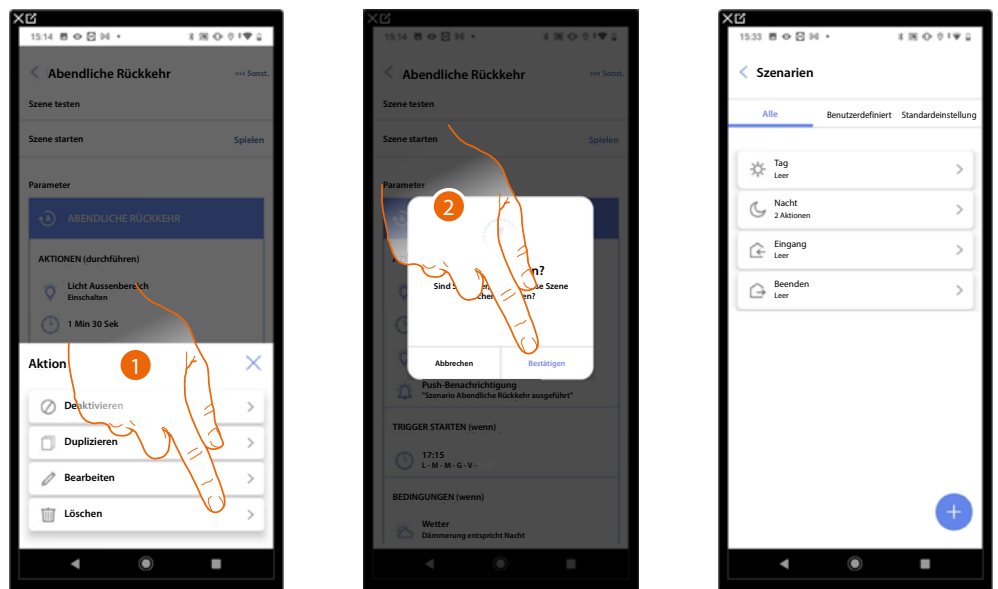 15:14
Abendliche Rückkehr
Sonst.
Szene testen
Szene starten Spielen
Parameter
ABENDLICHE RÜCKKEHR
AKTIONEN (durchführen)
Licht Aussenbereich
Einschalten
1 Min 30 Sek
Aktion
1
Deaktivieren
Duplizieren
Bearbeiten
Löschen
15:14
Abendliche Rückkehr
Sonst.
Szene testen
Szene starten Spielen
Parameter
2
Sind
Szene
Abbrechen Bestätigen
Push-Benachrichtigung
"Szenario Abendliche Rückkehr ausgeführt"
TRIGGER STARTEN (wenn)
17:15
L - M - M - G - V -
BEDINGUNGEN (wenn)
Wetter
Dämmerung entspricht Nacht
15:33
Szenarien
Alle Benutzerdefiniert Standardeinstellung
Tag
Leer
Nacht
2 Aktionen
Eingang
Leer
Beenden
Leer